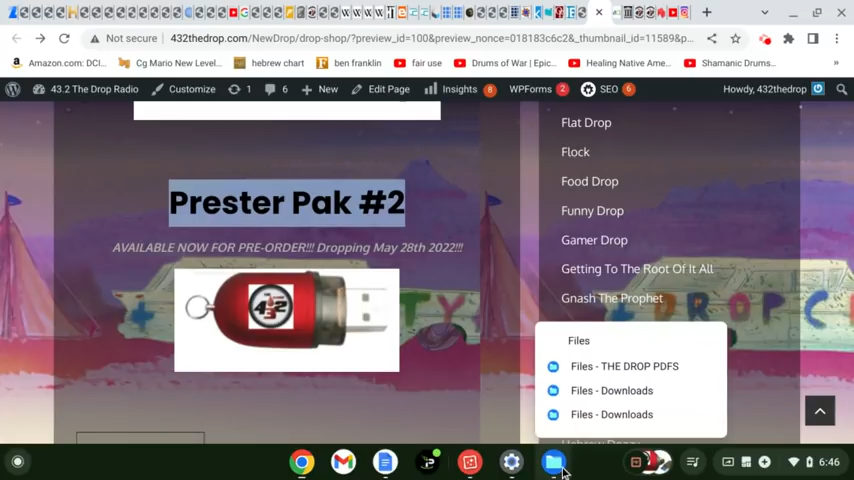 Not secure
432thedrop.com/NewDrop/drop-shop/?preview_id=100&preview_nonce=018183c6c2&_thumbnail_id=11589&p...
Amazon.com: DCI...
Cg Mario New Level...
hebrew chart
ben franklin
fair use
Drums of War | Epic...
Healing Native Ame...
Shamanic Drums...
»
43.2 The Drop Radio
Customize
1
6
New
Edit Page
Insights 8
WPForms 2
SEO 6
Howdy, 432thedrop
Prester Pak #2
AVAILABLE NOW FOR PRE-ORDER!!! Dropping May 28th 2022!!!
432
Flat Drop
Flock
Food Drop
Funny Drop
Gamer Drop
Getting To The Root Of It All
Gnash The Prophet
Files
Files - THE DROP PDFS
Files - Downloads
Files - Downloads
6:46